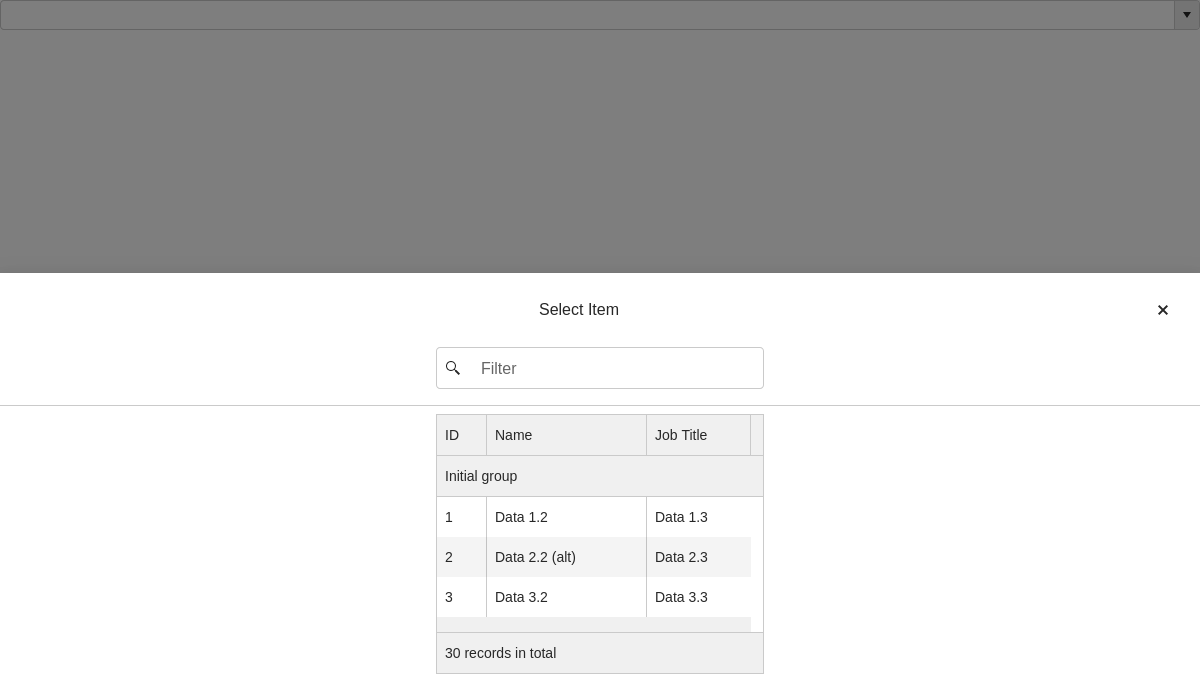 Select Item
Filter
ID Name Job Title
Initial group
1 Data 1.2 Data 1.3
2 Data 2.2 (alt) Data 2.3
3 Data 3.2 Data 3.3
30 records in total